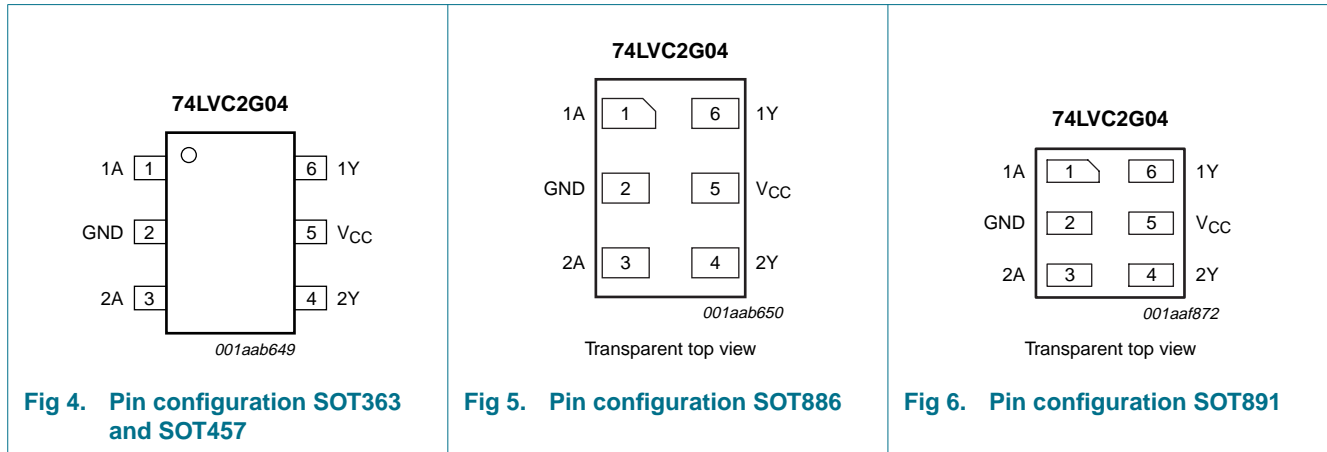 74LVC2G04
1A 1 6 1Y
GND 2 5 VCC
2A 3 4 2Y
001aab649
Fig 4. Pin configuration SOT363
and SOT457
74LVC2G04
1A 1 6 1Y
GND 2 5 VCC
2A 3 4 2Y
001aab650
Transparent top view
Fig 5. Pin configuration SOT886
74LVC2G04
1A 1 6 1Y
GND 2 5 VCC
2A 3 4 2Y
001aaf872
Transparent top view
Fig 6. Pin configuration SOT891